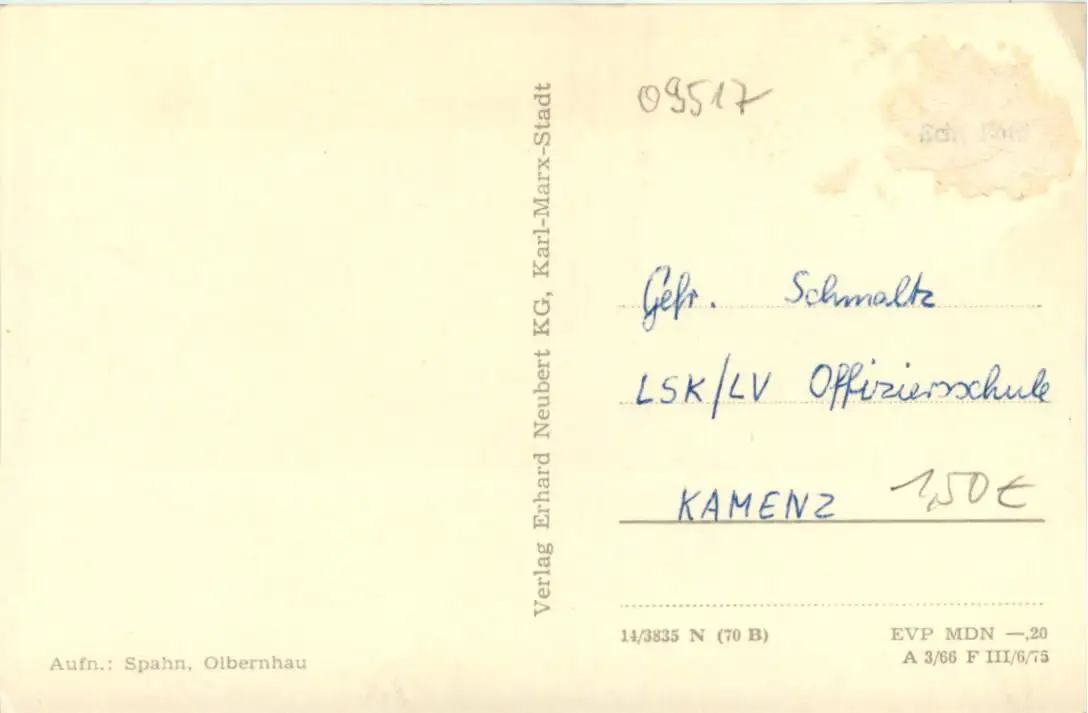 09517
Gefr. Schmaltz
LSK/LV Offiziersschule
KAMENZ 1,50 €
Verlag Erhard Neubert KG, Karl-Marx-Stadt
14/3835 N (70 B)
EVP MDN —,20
A 3/66 F III/6/75
Aufn.: Spahn, Olbernhau